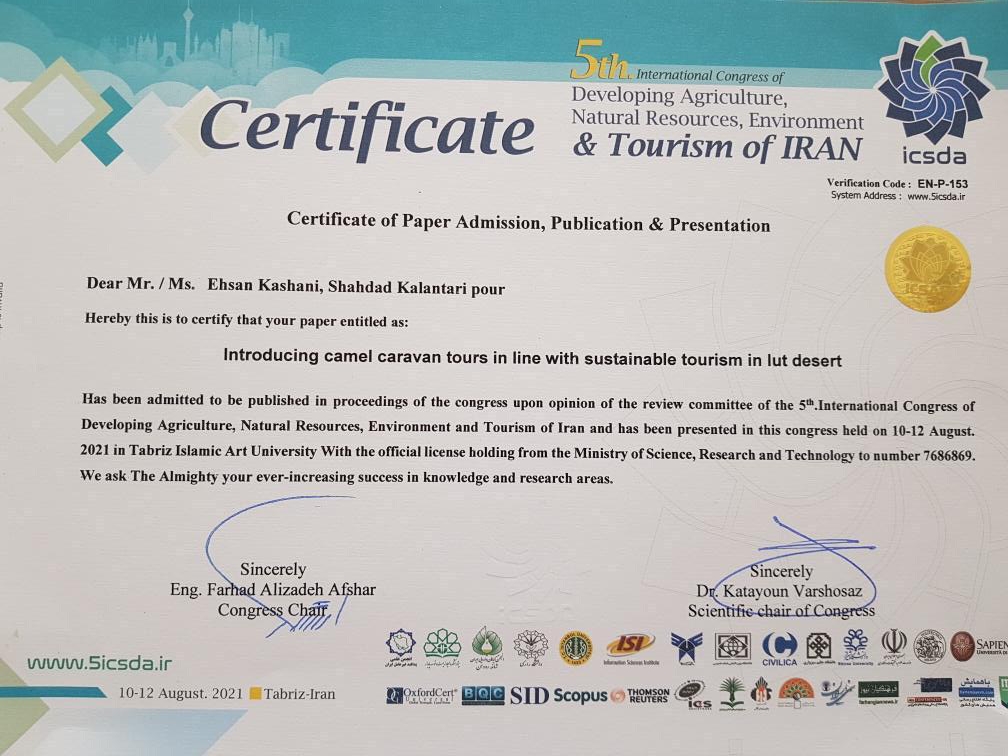 5th. International Congress of
Developing Agriculture,
Natural Resources, Environment
& Tourism of IRAN
Certificate
icsda
Verification Code : EN-P-153
System Address : www.5icsda.ir
Certificate of Paper Admission, Publication & Presentation
Dear Mr. / Ms. Ehsan Kashani, Shahdad Kalantari pour
Hereby this is to certify that your paper entitled as:
Introducing camel caravan tours in line with sustainable tourism in lut desert
Has been admitted to be published in proceedings of the congress upon opinion of the review committee of the 5th.International Congress of
Developing Agriculture, Natural Resources, Environment and Tourism of Iran and has been presented in this congress held on 10-12 August.
2021 in Tabriz Islamic Art University With the official license holding from the Ministry of Science, Research and Technology to number 7686869.
We ask The Almighty your ever-increasing success in knowledge and research areas.
Sincerely
Eng. Farhad Alizadeh Afshar
Congress Chair
Sincerely
Dr. Katayoun Varshosaz
Scientific chair of Congress
ISI
Information Sciences Institute
CIVILICA
SAPIEN
www.5icsda.ir
10-12 August. 2021 Tabriz-Iran
OxfordCert
BQC
SID
Scopus
THOMSON
REUTERS
ics